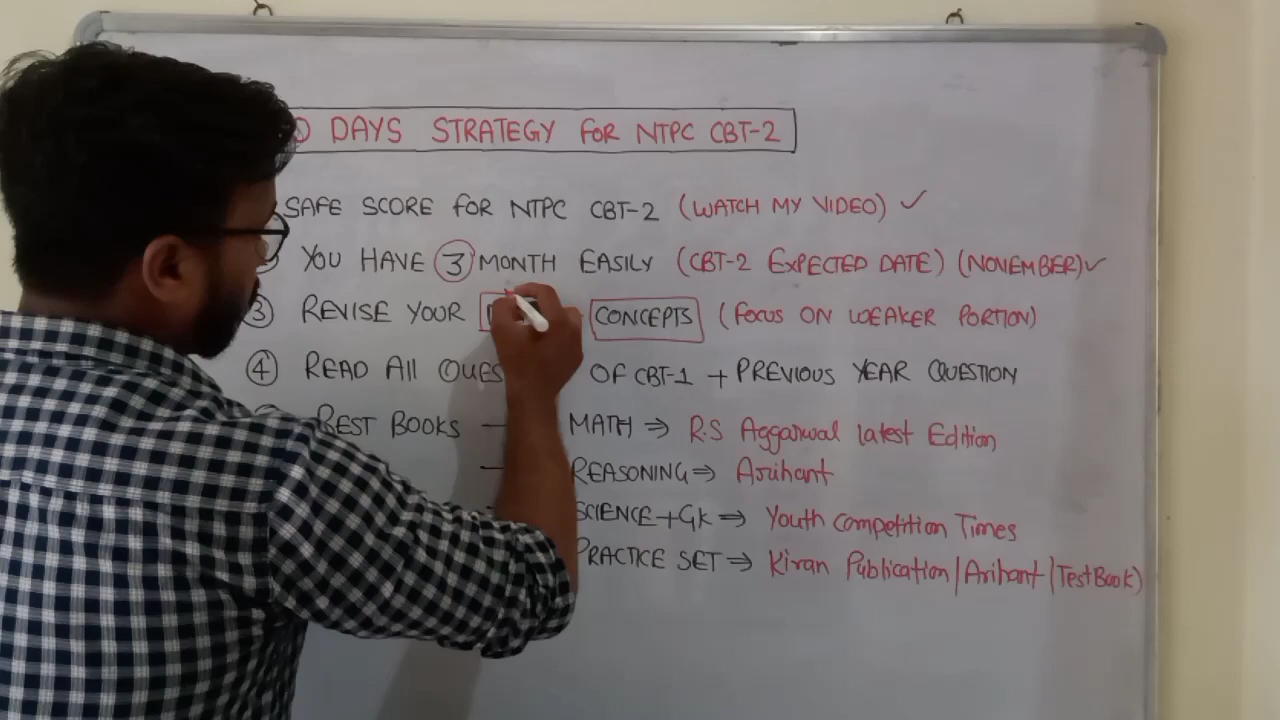 DAYS STRATEGY FOR NTPC CBT-2
SAFE SCORE FOR NTPC CBT-2 (WATCH MY VIDEO) ✓
YOU HAVE 3 MONTH EASILY (CBT-2 EXPECTED DATE) (NOVEMBER) ✓
③ REVISE YOUR CONCEPTS (FOCUS ON WEAKER PORTION)
④ READ All OF CBT-1 + PREVIOUS YEAR QUESTION
BEST BOOKS — MATH ⇒ R.S Aggarwal latest Edition
— REASONING ⇒ Arihant
SCIENCE+GK ⇒ Youth Competition Times
PRACTICE SET ⇒ Kiran Publication/Arihant/(TestBook)